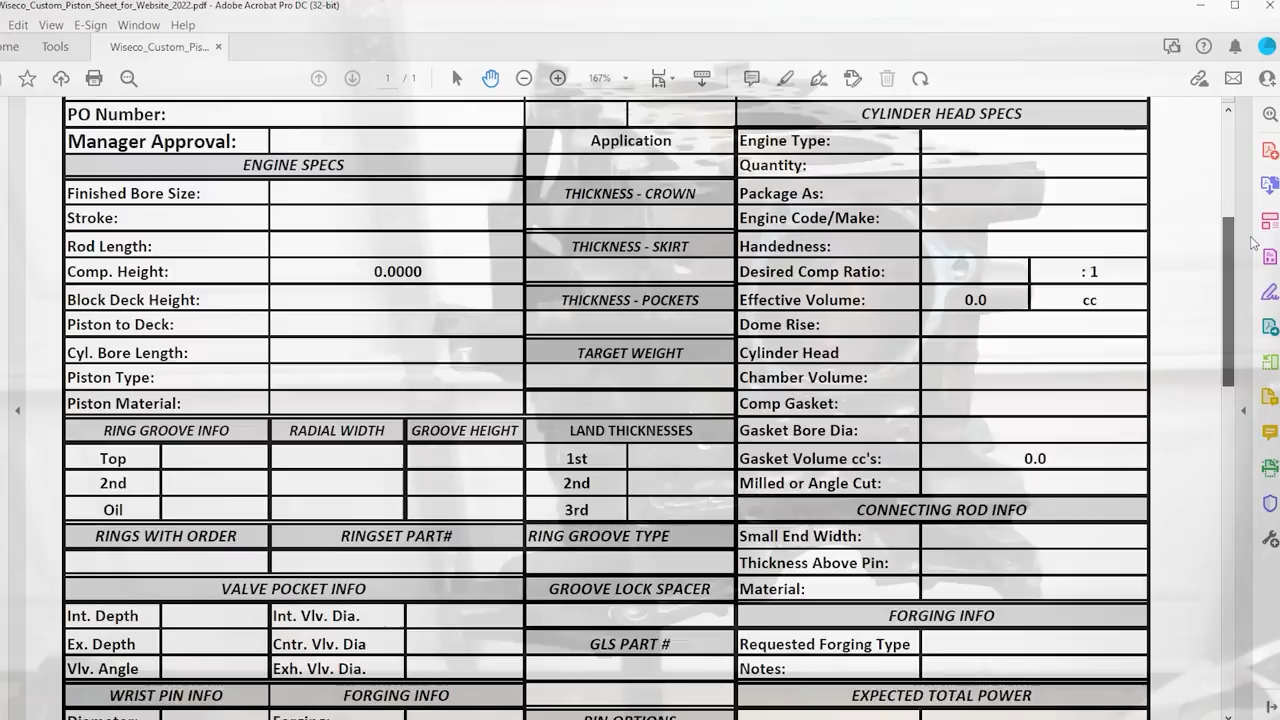 Wiseco_Custom_Piston_Sheet_for_Website_2022.pdf - Adobe Acrobat Pro DC (32-bit)
Edit View E-Sign Window Help
ome Tools Wiseco_Custom_Pis... ×
1 / 1 167%
PO Number: CYLINDER HEAD SPECS
Manager Approval: Application Engine Type:
ENGINE SPECS Quantity:
Finished Bore Size: THICKNESS - CROWN Package As:
Stroke: Engine Code/Make:
Rod Length: THICKNESS - SKIRT Handedness:
Comp. Height: 0.0000 Desired Comp Ratio: : 1
Block Deck Height: THICKNESS - POCKETS Effective Volume: 0.0 cc
Piston to Deck: Dome Rise:
Cyl. Bore Length: TARGET WEIGHT Cylinder Head
Piston Type: Chamber Volume:
Piston Material: Comp Gasket:
RING GROOVE INFO RADIAL WIDTH GROOVE HEIGHT LAND THICKNESSES Gasket Bore Dia:
Top 1st Gasket Volume cc's: 0.0
2nd 2nd Milled or Angle Cut:
Oil 3rd CONNECTING ROD INFO
RINGS WITH ORDER RINGSET PART# RING GROOVE TYPE Small End Width:
Thickness Above Pin:
VALVE POCKET INFO GROOVE LOCK SPACER Material:
Int. Depth Int. Vlv. Dia. FORGING INFO
Ex. Depth Cntr. Vlv. Dia GLS PART # Requested Forging Type
Vlv. Angle Exh. Vlv. Dia. Notes:
WRIST PIN INFO FORGING INFO EXPECTED TOTAL POWER
Diameter: Forging: PIN OPTIONS